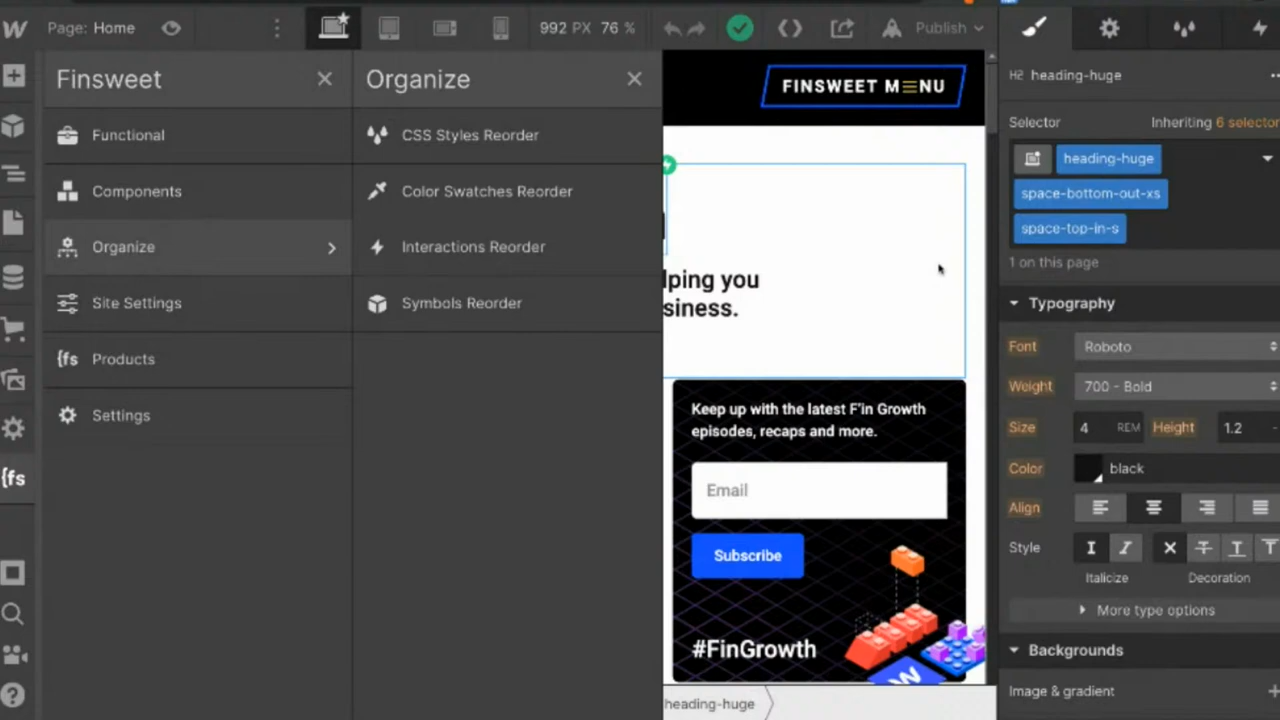 Page: Home
992 PX 76 %
Publish
Finsweet
Functional
Components
Organize
Site Settings
{fs Products
Settings
{fs
Organize
CSS Styles Reorder
Color Swatches Reorder
Interactions Reorder
Symbols Reorder
FINSWEET MENU
lping you
siness.
Keep up with the latest F'in Growth
episodes, recaps and more.
Email
Subscribe
#FinGrowth
W
heading-huge
H2 heading-huge
Selector Inheriting 6 selector
heading-huge
space-bottom-out-xs
space-top-in-s
1 on this page
Typography
Font Roboto
Weight 700 - Bold
Size 4 REM Height 1.2 -
Color black
Align
Style
Italicize Decoration
More type options
Backgrounds
Image & gradient